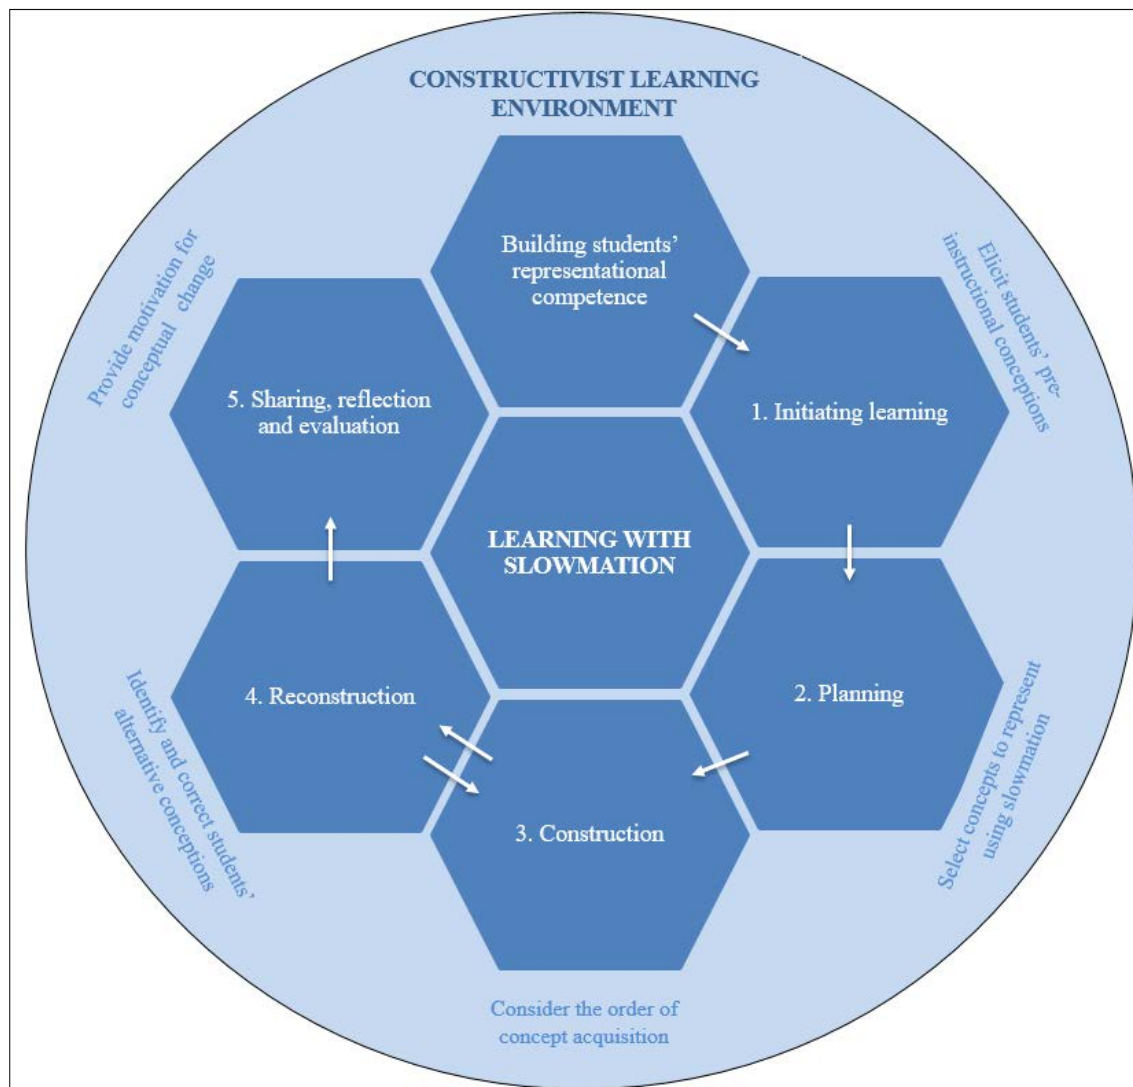 CONSTRUCTIVIST LEARNING
ENVIRONMENT
Building students’
representational
competence
Elicit students’ pre-
instructional conceptions
1. Initiating learning
2. Planning
Select concepts to represent
using slowmation
3. Construction
Consider the order of
concept acquisition
4. Reconstruction
Identify and correct students’
alternative conceptions
5. Sharing, reflection
and evaluation
Provide motivation for
conceptual change
LEARNING WITH
SLOWMATION